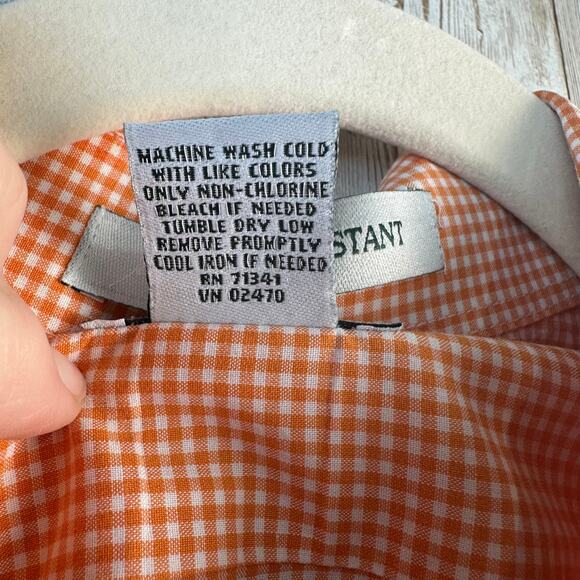 MACHINE WASH COLD
WITH LIKE COLORS
ONLY NON-CHLORINE
BLEACH IF NEEDED
TUMBLE DRY LOW
REMOVE PROMPTLY
COOL IRON IF NEEDED
RN 71341
VN 02470
STANT